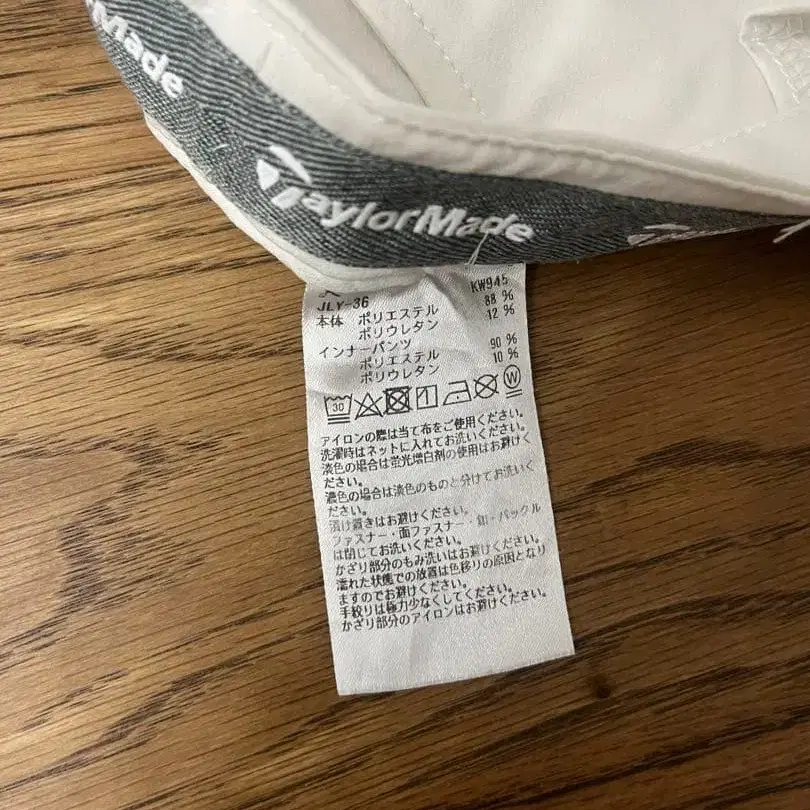 Made
TaylorMade
JLY-36 KW945
本体 ポリエステル 88 %
ポリウレタン 12 %
インナーパンツ
ポリエステル 90 %
ポリウレタン 10 %
30 W
アイロンの際は当て布をご使用ください。
洗濯時はネットに入れてお洗いください。
淡色の場合は蛍光増白剤の使用はお避けく
ださい。
濃色の場合は淡色のものと分けてお洗いく
ださい。
漬け置きはお避けください。
ファスナー・面ファスナー・釦・バックル
は閉じてお洗いください。
かざり部分のもみ洗いはお避けください。
濡れた状態での放置は色移りの原因となり
ますのでお避けください。
手絞りは極力少なくしてください。
かざり部分のアイロンはお避けください。